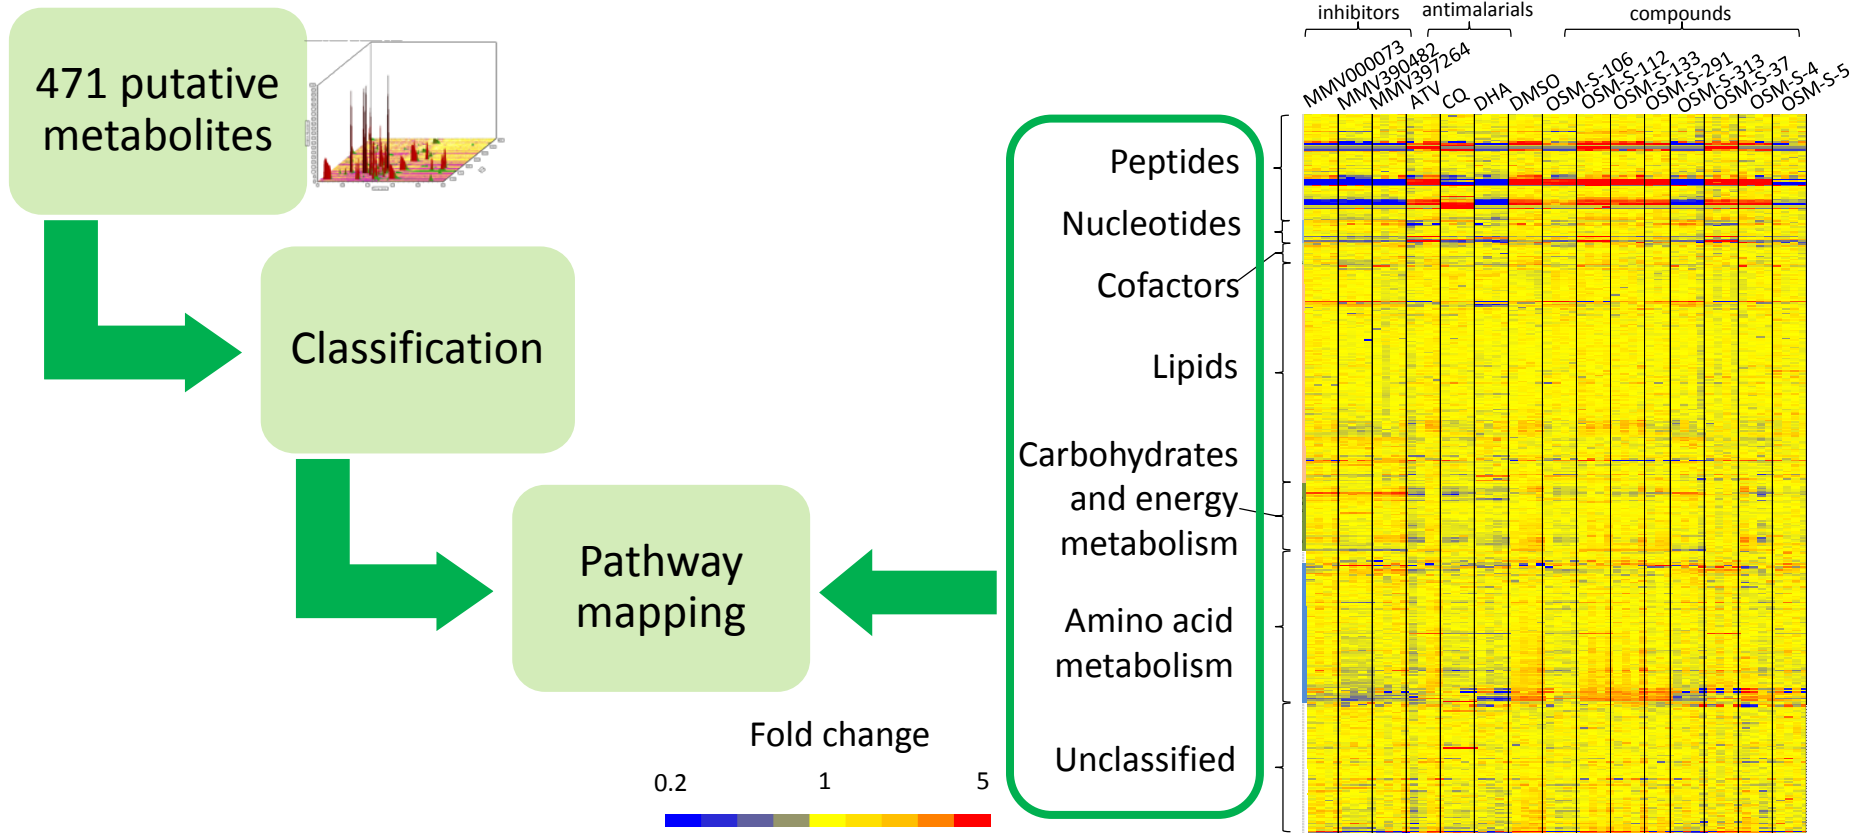 471 putative
metabolites
Classification
Pathway
mapping
Fold change
0.2 1 5
Peptides
Nucleotides
Cofactors
Lipids
Carbohydrates
and energy
metabolism
Amino acid
metabolism
Unclassified
inhibitors antimalarials compounds
MMV000073
MMV390482
MMV397264
ATV
CQ
DHA
DMSO
OSM-S-106
OSM-S-112
OSM-S-133
OSM-S-291
OSM-S-313
OSM-S-37
OSM-S-4
OSM-S-5